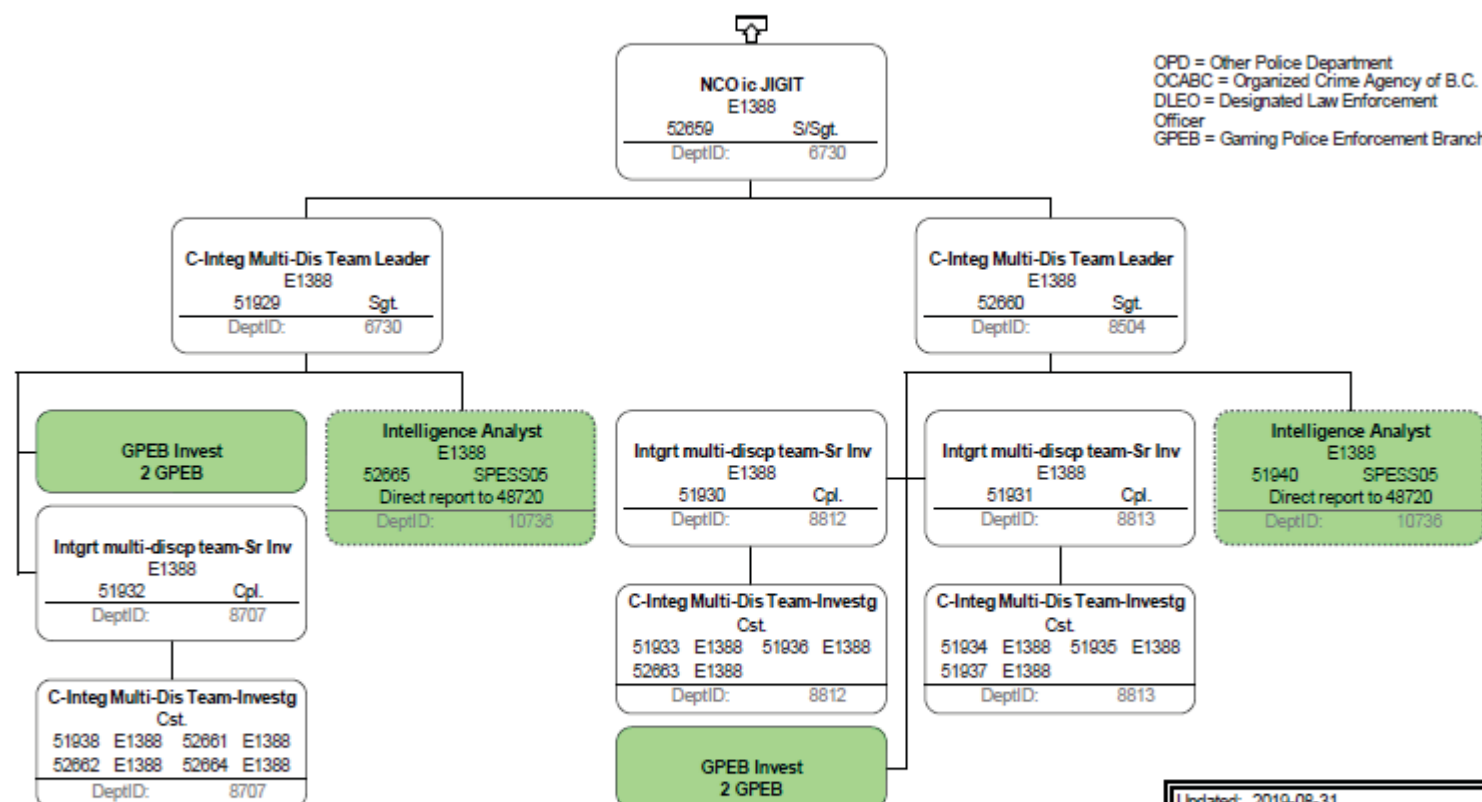 NCO ic JIGIT
E1388
52659 S/Sgt.
DeptID: 6730
OPD = Other Police Department
OCABC = Organized Crime Agency of B.C.
DLEO = Designated Law Enforcement
Officer
GPEB = Gaming Police Enforcement Branch
C-Integ Multi-Dis Team Leader
E1388
51929 Sgt.
DeptID: 6730
C-Integ Multi-Dis Team Leader
E1388
52660 Sgt.
DeptID: 8504
GPEB Invest
2 GPEB
Intelligence Analyst
E1388
52665 SPESS05
Direct report to 48720
DeptID: 10736
Intgrt multi-discp team-Sr Inv
E1388
51930 Cpl.
DeptID: 8812
Intgrt multi-discp team-Sr Inv
E1388
51931 Cpl.
DeptID: 8813
Intelligence Analyst
E1388
51940 SPESS05
Direct report to 48720
DeptID: 10736
Intgrt multi-discp team-Sr Inv
E1388
51932 Cpl.
DeptID: 8707
C-Integ Multi-Dis Team-Investg
Cst.
51933 E1388 51936 E1388
52663 E1388
DeptID: 8812
C-Integ Multi-Dis Team-Investg
Cst.
51934 E1388 51935 E1388
51937 E1388
DeptID: 8813
C-Integ Multi-Dis Team-Investg
Cst.
51938 E1388 52661 E1388
52662 E1388 52664 E1388
DeptID: 8707
GPEB Invest
2 GPEB
Updated: 2019-08-31